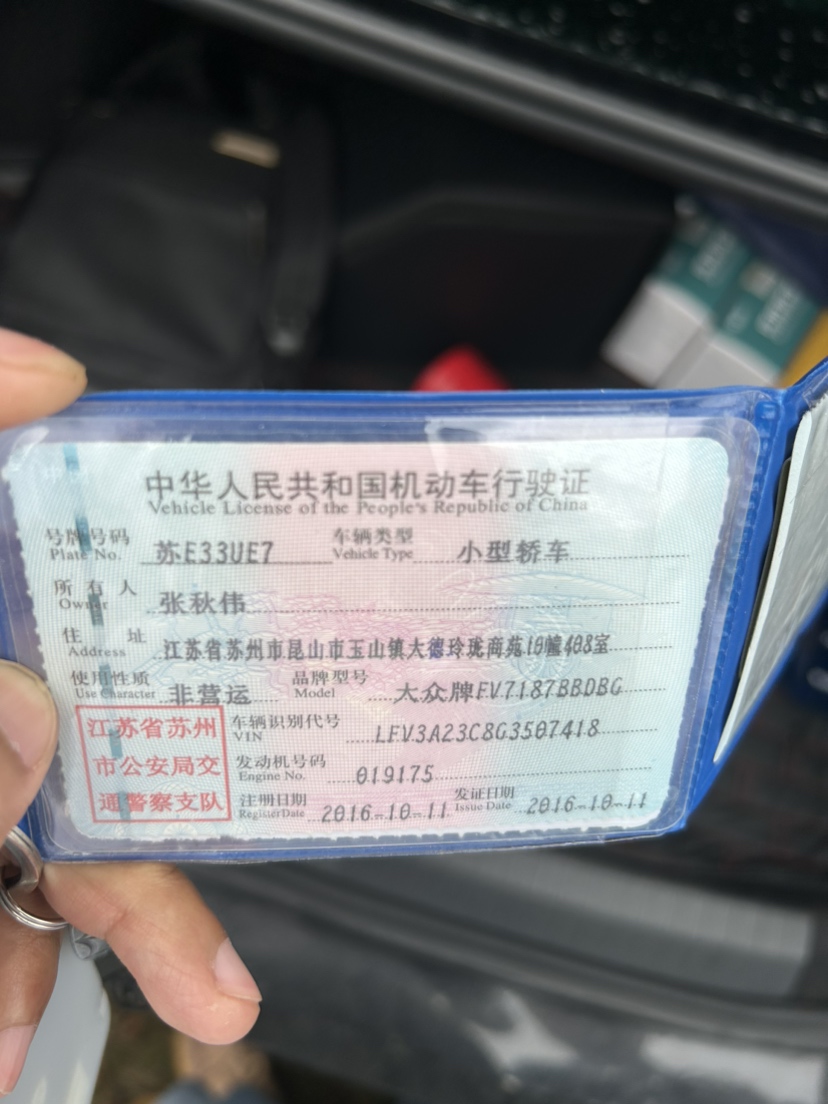 中华人民共和国机动车行驶证
Vehicle License of the People's Republic of China
号牌号码 苏E33UE7 车辆类型 小型轿车
Plate No. Vehicle Type
所有人 张秋伟
Owner
住址 江苏省苏州市昆山市玉山镇大德玲珑商苑10幢408室
Address
使用性质 非营运 品牌型号 大众牌FV7187BBDBG
Use Character Model
江苏省苏州
市公安局交
通警察支队
车辆识别代号 LFV3A23C8G3507418
VIN
发动机号码 019175
Engine No.
注册日期 2016-10-11 发证日期 2016-10-11
Register Date Issue Date